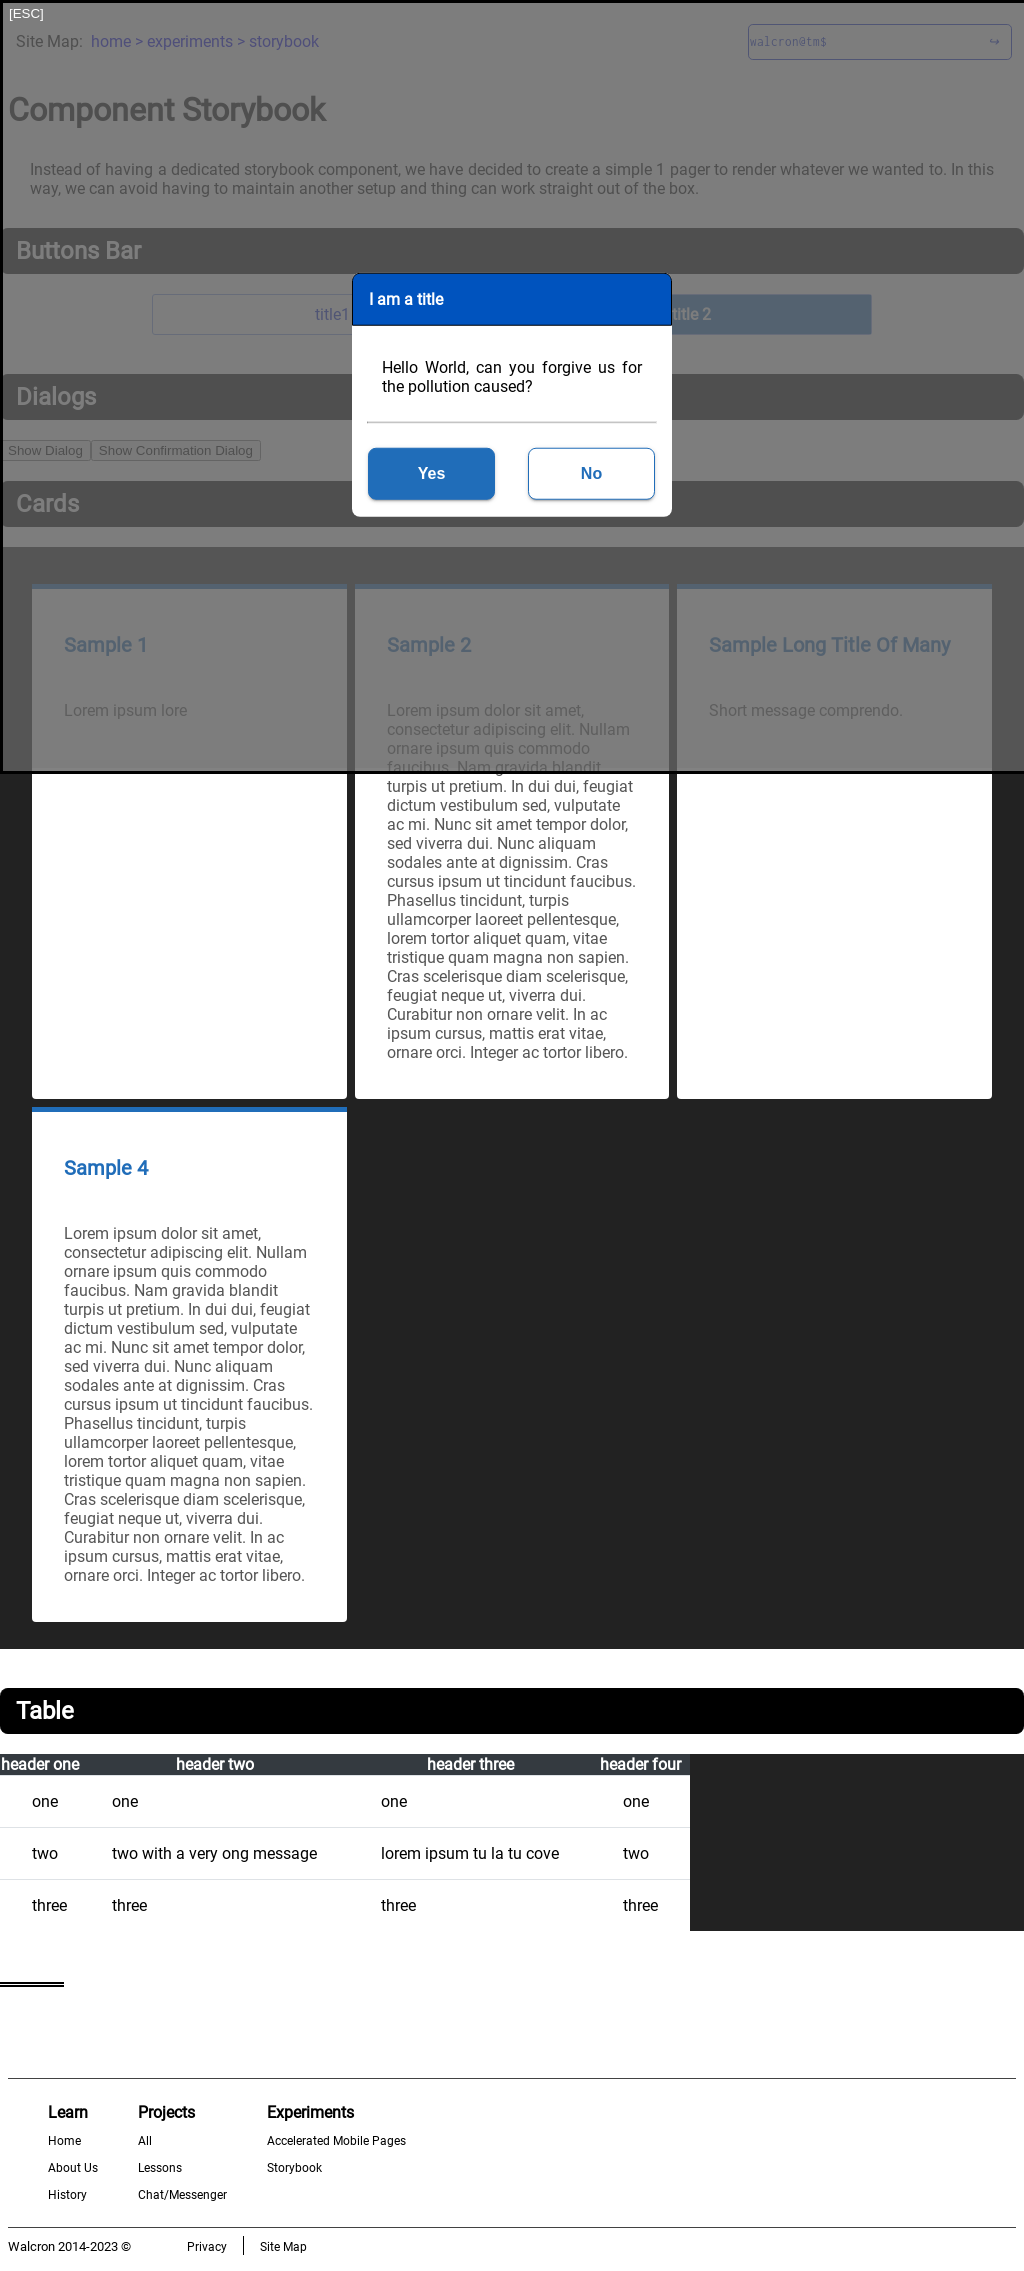 [ESC]
Site Map: home > experiments > storybook
walcron@tm$ ↪
Component Storybook
Instead of having a dedicated storybook component, we have decided to create a simple 1 pager to render whatever we wanted to. In this
way, we can avoid having to maintain another setup and thing can work straight out of the box.
Buttons Bar
title1
title 2
I am a title
Hello World, can you forgive us for
the pollution caused?
Yes
No
Dialogs
Show Dialog
Show Confirmation Dialog
Cards
Sample 1
Lorem ipsum lore
Sample 2
Lorem ipsum dolor sit amet,
consectetur adipiscing elit. Nullam
ornare ipsum quis commodo
faucibus. Nam gravida blandit
turpis ut pretium. In dui dui, feugiat
dictum vestibulum sed, vulputate
ac mi. Nunc sit amet tempor dolor,
sed viverra dui. Nunc aliquam
sodales ante at dignissim. Cras
cursus ipsum ut tincidunt faucibus.
Phasellus tincidunt, turpis
ullamcorper laoreet pellentesque,
lorem tortor aliquet quam, vitae
tristique quam magna non sapien.
Cras scelerisque diam scelerisque,
feugiat neque ut, viverra dui.
Curabitur non ornare velit. In ac
ipsum cursus, mattis erat vitae,
ornare orci. Integer ac tortor libero.
Sample Long Title Of Many
Short message comprendo.
Sample 4
Lorem ipsum dolor sit amet,
consectetur adipiscing elit. Nullam
ornare ipsum quis commodo
faucibus. Nam gravida blandit
turpis ut pretium. In dui dui, feugiat
dictum vestibulum sed, vulputate
ac mi. Nunc sit amet tempor dolor,
sed viverra dui. Nunc aliquam
sodales ante at dignissim. Cras
cursus ipsum ut tincidunt faucibus.
Phasellus tincidunt, turpis
ullamcorper laoreet pellentesque,
lorem tortor aliquet quam, vitae
tristique quam magna non sapien.
Cras scelerisque diam scelerisque,
feugiat neque ut, viverra dui.
Curabitur non ornare velit. In ac
ipsum cursus, mattis erat vitae,
ornare orci. Integer ac tortor libero.
Table
header one header two header three header four
one one one one
two two with a very ong message lorem ipsum tu la tu cove two
three three three three
Learn
Home
About Us
History
Projects
All
Lessons
Chat/Messenger
Experiments
Accelerated Mobile Pages
Storybook
Walcron 2014-2023 © Privacy Site Map